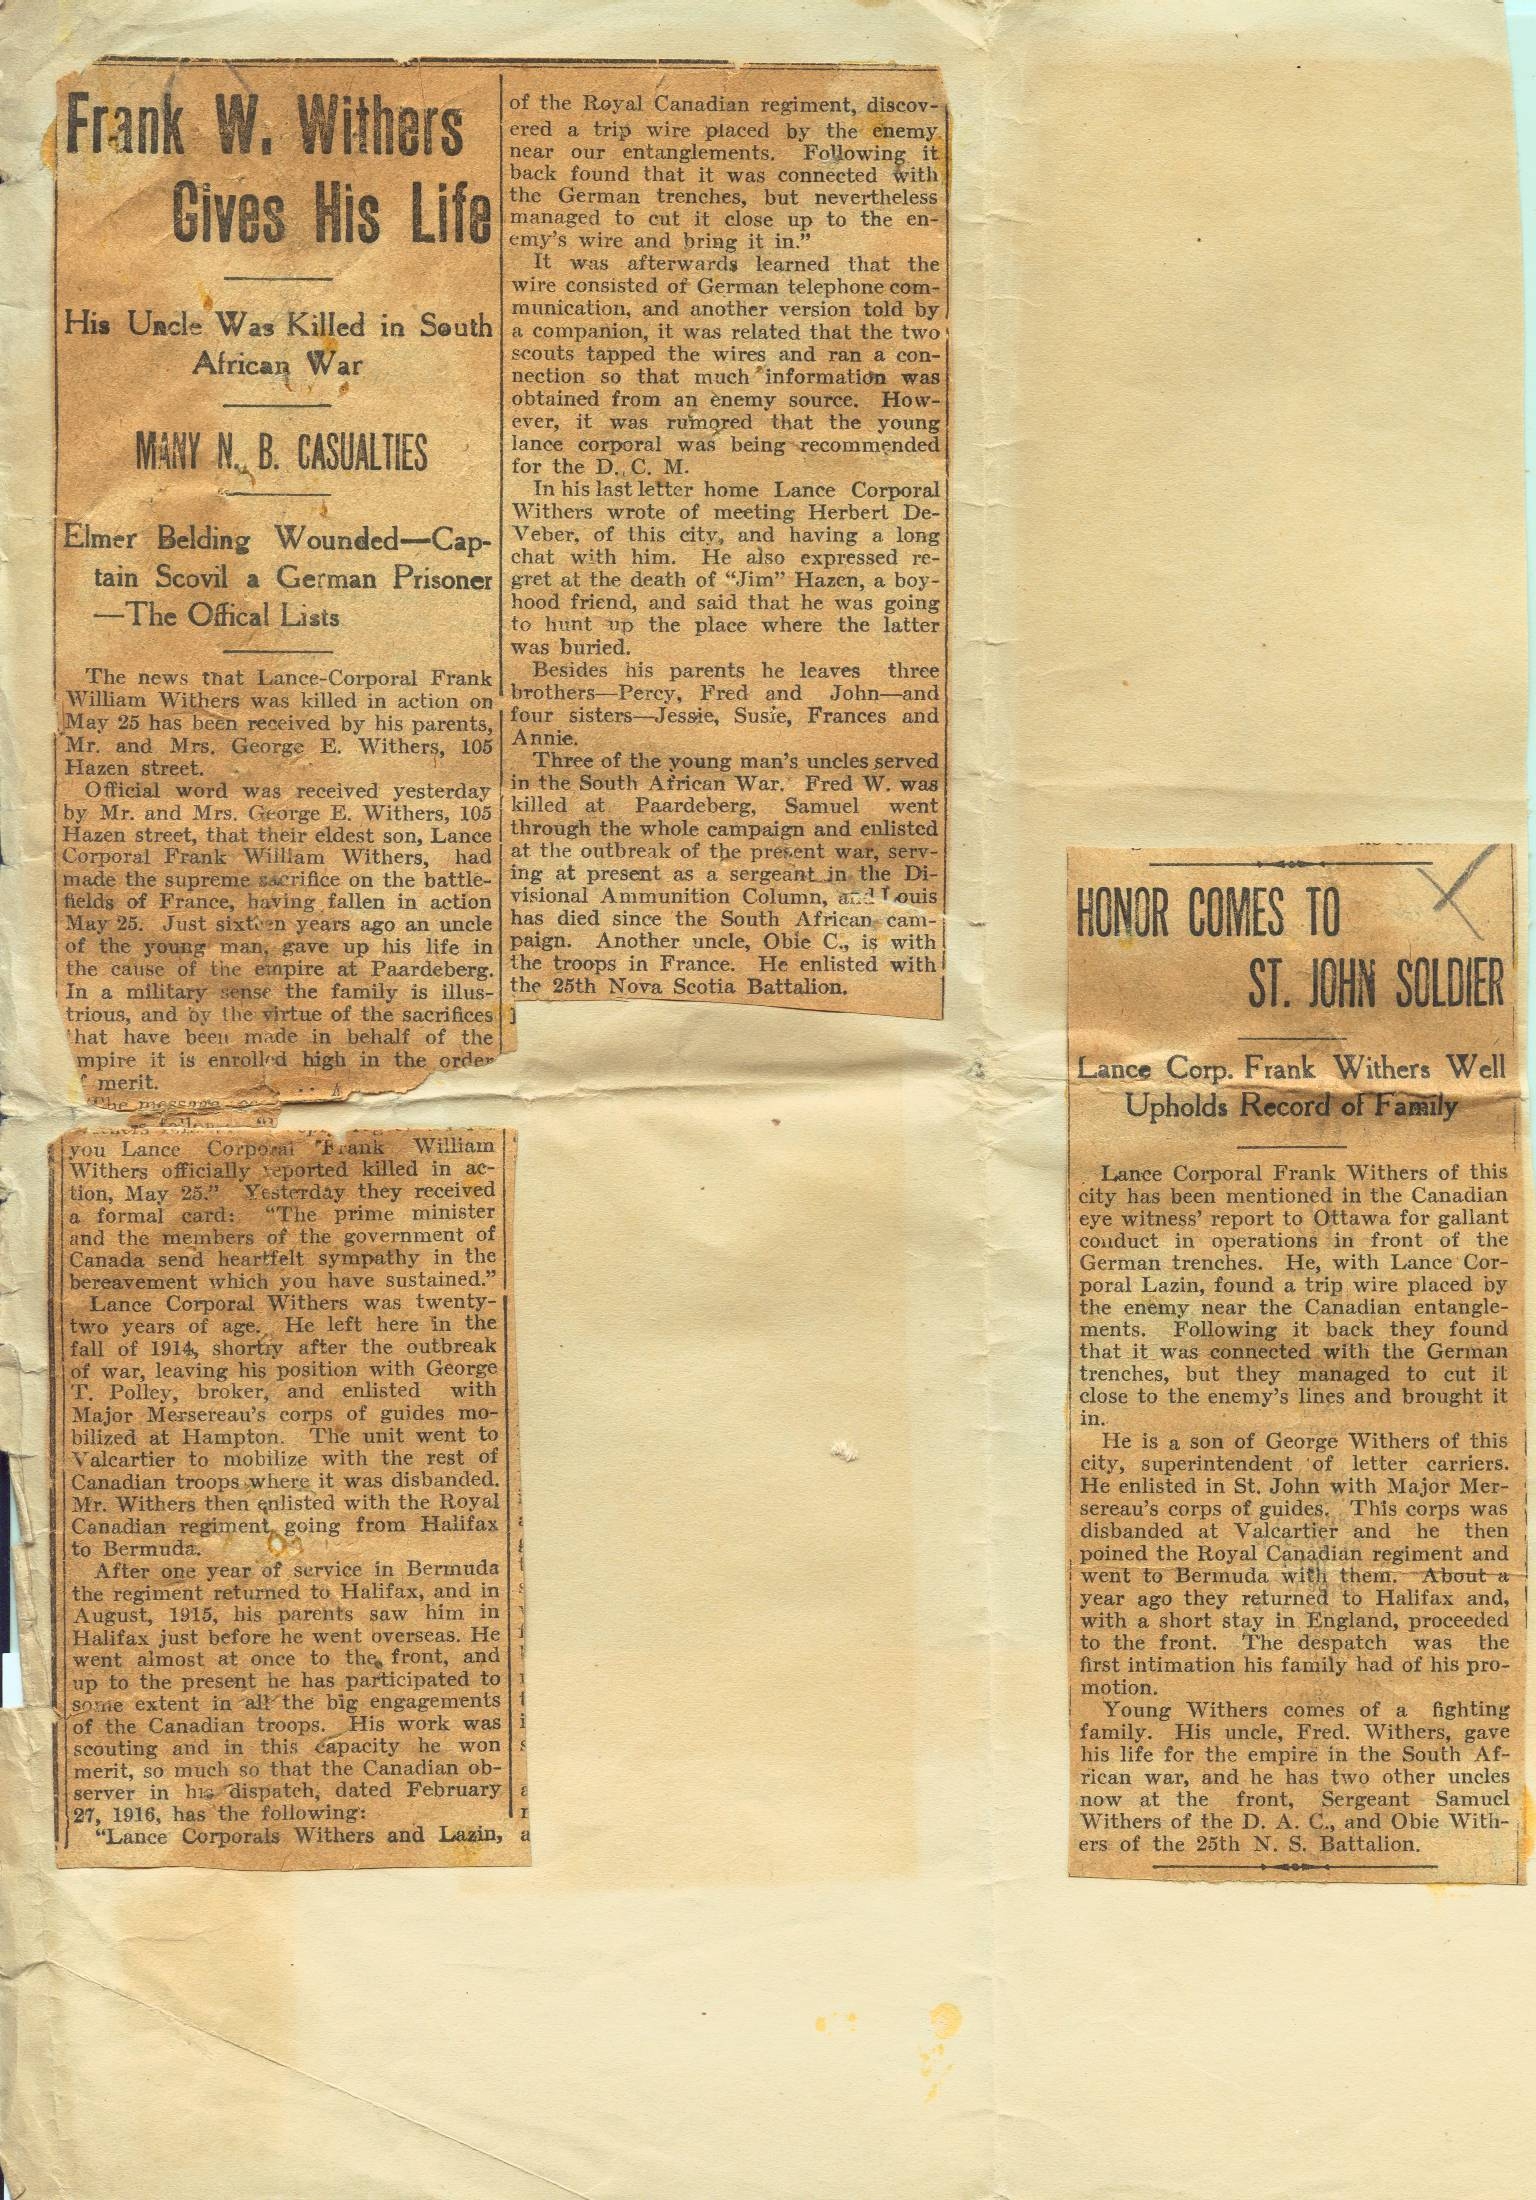 Frank W. Withers
Gives His Life
His Uncle Was Killed in South
African War
MANY N. B. CASUALTIES
Elmer Belding Wounded—Cap-
tain Scovil a German Prisoner
—The Offical Lists
The news that Lance-Corporal Frank
William Withers was killed in action on
May 25 has been received by his parents,
Mr. and Mrs. George E. Withers, 105
Hazen street.
Official word was received yesterday
by Mr. and Mrs. George E. Withers, 105
Hazen street, that their eldest son, Lance
Corporal Frank William Withers, had
made the supreme sacrifice on the battle-
fields of France, having fallen in action
May 25. Just sixteen years ago an uncle
of the young man, gave up his life in
the cause of the empire at Paardeberg.
In a military sense the family is illus-
trious, and by the virtue of the sacrifices
that have been made in behalf of the
mpire it is enrolled high in the order
f merit.
The message
you Lance Corporal Frank William
Withers officially reported killed in ac-
tion, May 25." Yesterday they received
a formal card: "The prime minister
and the members of the government of
Canada send heartfelt sympathy in the
bereavement which you have sustained."
Lance Corporal Withers was twenty-
two years of age. He left here in the
fall of 1914, shortly after the outbreak
of war, leaving his position with George
T. Polley, broker, and enlisted with
Major Mersereau's corps of guides mo-
bilized at Hampton. The unit went to
Valcartier to mobilize with the rest of
Canadian troops where it was disbanded.
Mr. Withers then enlisted with the Royal
Canadian regiment going from Halifax
to Bermuda.
After one year of service in Bermuda
the regiment returned to Halifax, and in
August, 1915, his parents saw him in
Halifax just before he went overseas. He
went almost at once to the front, and
up to the present he has participated to
some extent in all the big engagements
of the Canadian troops. His work was
scouting and in this capacity he won
merit, so much so that the Canadian ob-
server in his dispatch, dated February
27, 1916, has the following:
"Lance Corporals Withers and Lazin,
of the Royal Canadian regiment, discov-
ered a trip wire placed by the enemy
near our entanglements. Following it
back found that it was connected with
the German trenches, but nevertheless
managed to cut it close up to the en-
emy's wire and bring it in."
It was afterwards learned that the
wire consisted of German telephone com-
munication, and another version told by
a companion, it was related that the two
scouts tapped the wires and ran a con-
nection so that much information was
obtained from an enemy source. How-
ever, it was rumored that the young
lance corporal was being recommended
for the D. C. M.
In his last letter home Lance Corporal
Withers wrote of meeting Herbert De-
Veber, of this city, and having a long
chat with him. He also expressed re-
gret at the death of "Jim" Hazen, a boy-
hood friend, and said that he was going
to hunt up the place where the latter
was buried.
Besides his parents he leaves three
brothers—Percy, Fred and John—and
four sisters—Jessie, Susie, Frances and
Annie.
Three of the young man's uncles served
in the South African War. Fred W. was
killed at Paardeberg, Samuel went
through the whole campaign and enlisted
at the outbreak of the present war, serv-
ing at present as a sergeant in the Di-
visional Ammunition Column, and Louis
has died since the South African cam-
paign. Another uncle, Obie C., is with
the troops in France. He enlisted with
the 25th Nova Scotia Battalion.
HONOR COMES TO
ST. JOHN SOLDIER
Lance Corp. Frank Withers Well
Upholds Record of Family
Lance Corporal Frank Withers of this
city has been mentioned in the Canadian
eye witness' report to Ottawa for gallant
conduct in operations in front of the
German trenches. He, with Lance Cor-
poral Lazin, found a trip wire placed by
the enemy near the Canadian entangle-
ments. Following it back they found
that it was connected with the German
trenches, but they managed to cut it
close to the enemy's lines and brought it
in.
He is a son of George Withers of this
city, superintendent of letter carriers.
He enlisted in St. John with Major Mer-
sereau's corps of guides. This corps was
disbanded at Valcartier and he then
poined the Royal Canadian regiment and
went to Bermuda with them. About a
year ago they returned to Halifax and,
with a short stay in England, proceeded
to the front. The despatch was the
first intimation his family had of his pro-
motion.
Young Withers comes of a fighting
family. His uncle, Fred. Withers, gave
his life for the empire in the South Af-
rican war, and he has two other uncles
now at the front, Sergeant Samuel
Withers of the D. A. C., and Obie With-
ers of the 25th N. S. Battalion.